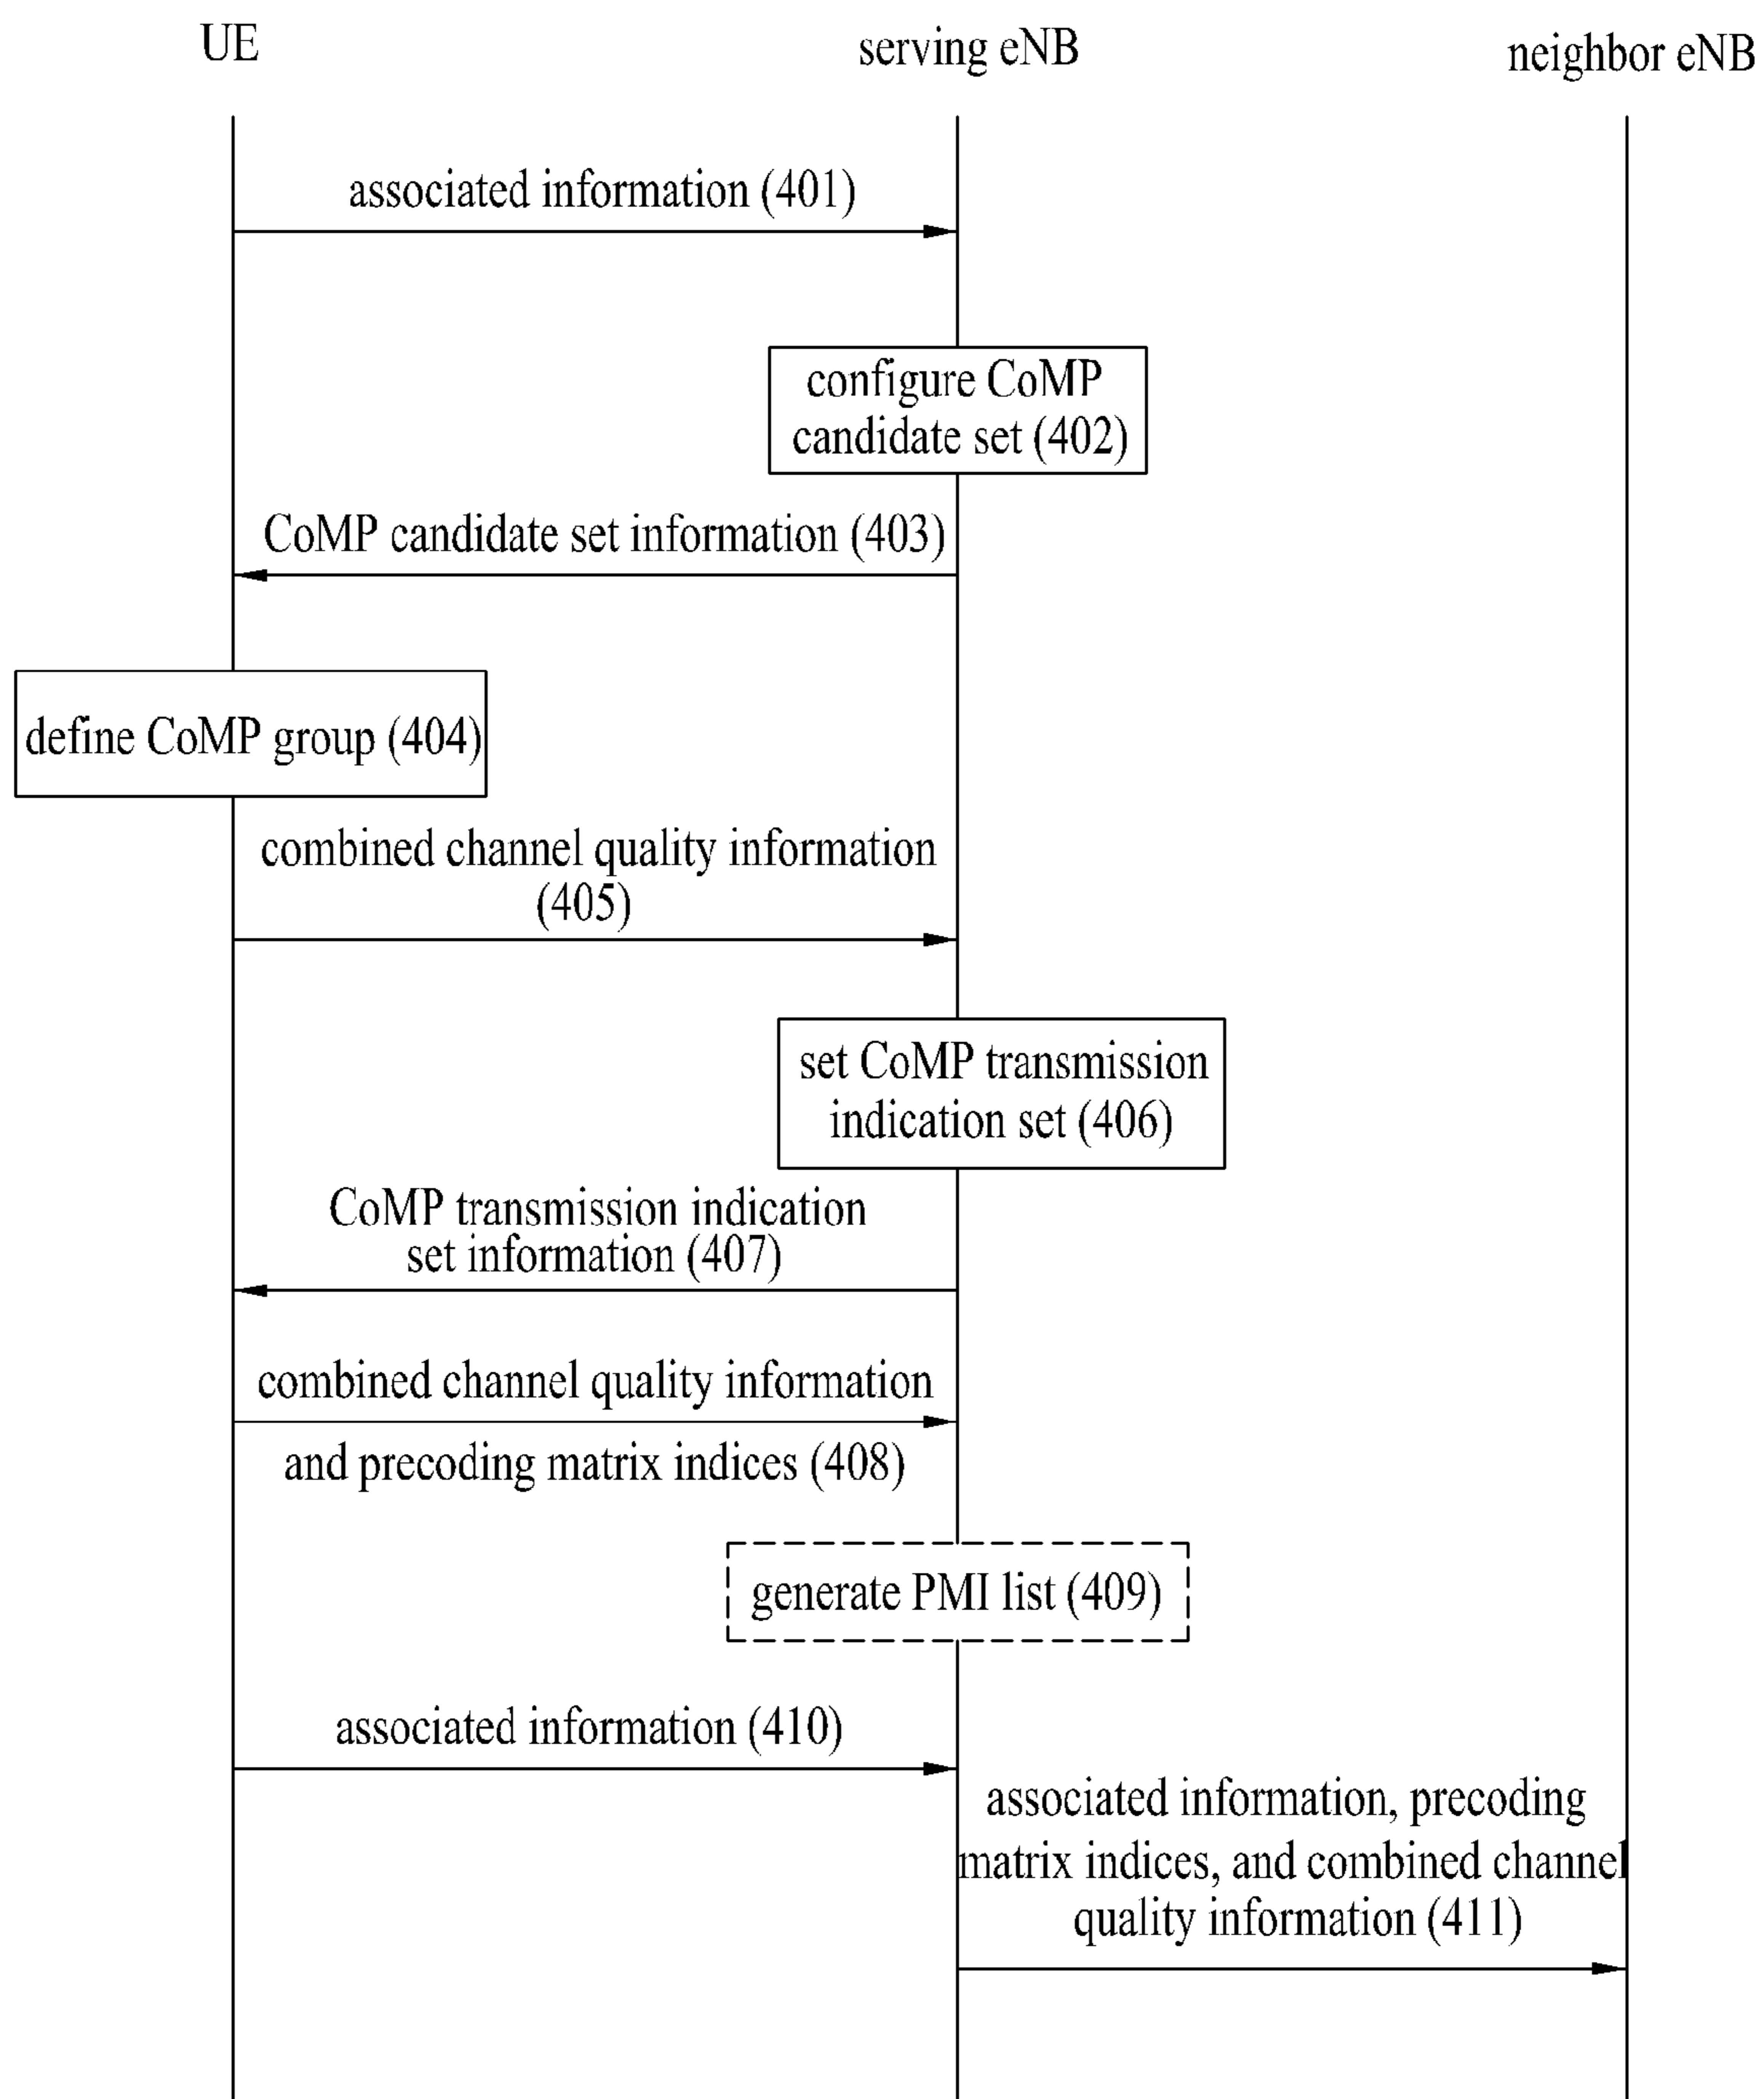 UE
serving eNB
neighbor eNB
associated information (401)
configure CoMP
candidate set (402)
CoMP candidate set information (403)
define CoMP group (404)
combined channel quality information
(405)
set CoMP transmission
indication set (406)
CoMP transmission indication
set information (407)
combined channel quality information
and precoding matrix indices (408)
generate PMI list (409)
associated information (410)
associated information, precoding
matrix indices, and combined channel
quality information (411)